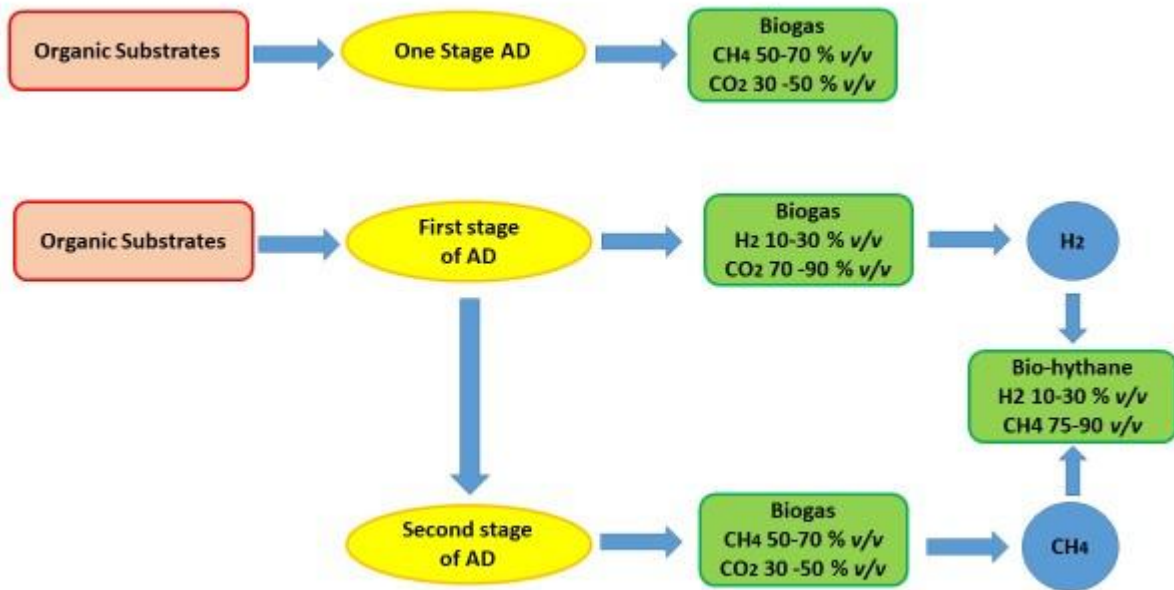 Organic Substrates
One Stage AD
Biogas
CH4 50-70 % v/v
CO2 30 -50 % v/v
Organic Substrates
First stage
of AD
Biogas
H2 10-30 % v/v
CO2 70 -90 % v/v
H2
Bio-hythane
H2 10-30 % v/v
CH4 75-90 v/v
Second stage
of AD
Biogas
CH4 50-70 % v/v
CO2 30 -50 % v/v
CH4